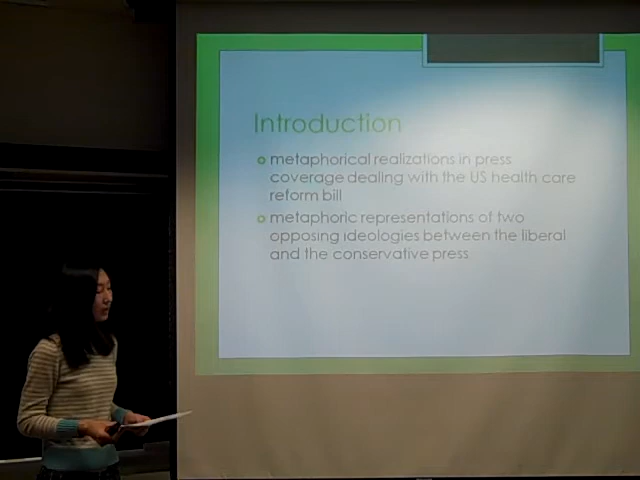 Introduction
metaphorical realizations in press
coverage dealing with the US health care
reform bill
metaphoric representations of two
opposing ideologies between the liberal
and the conservative press